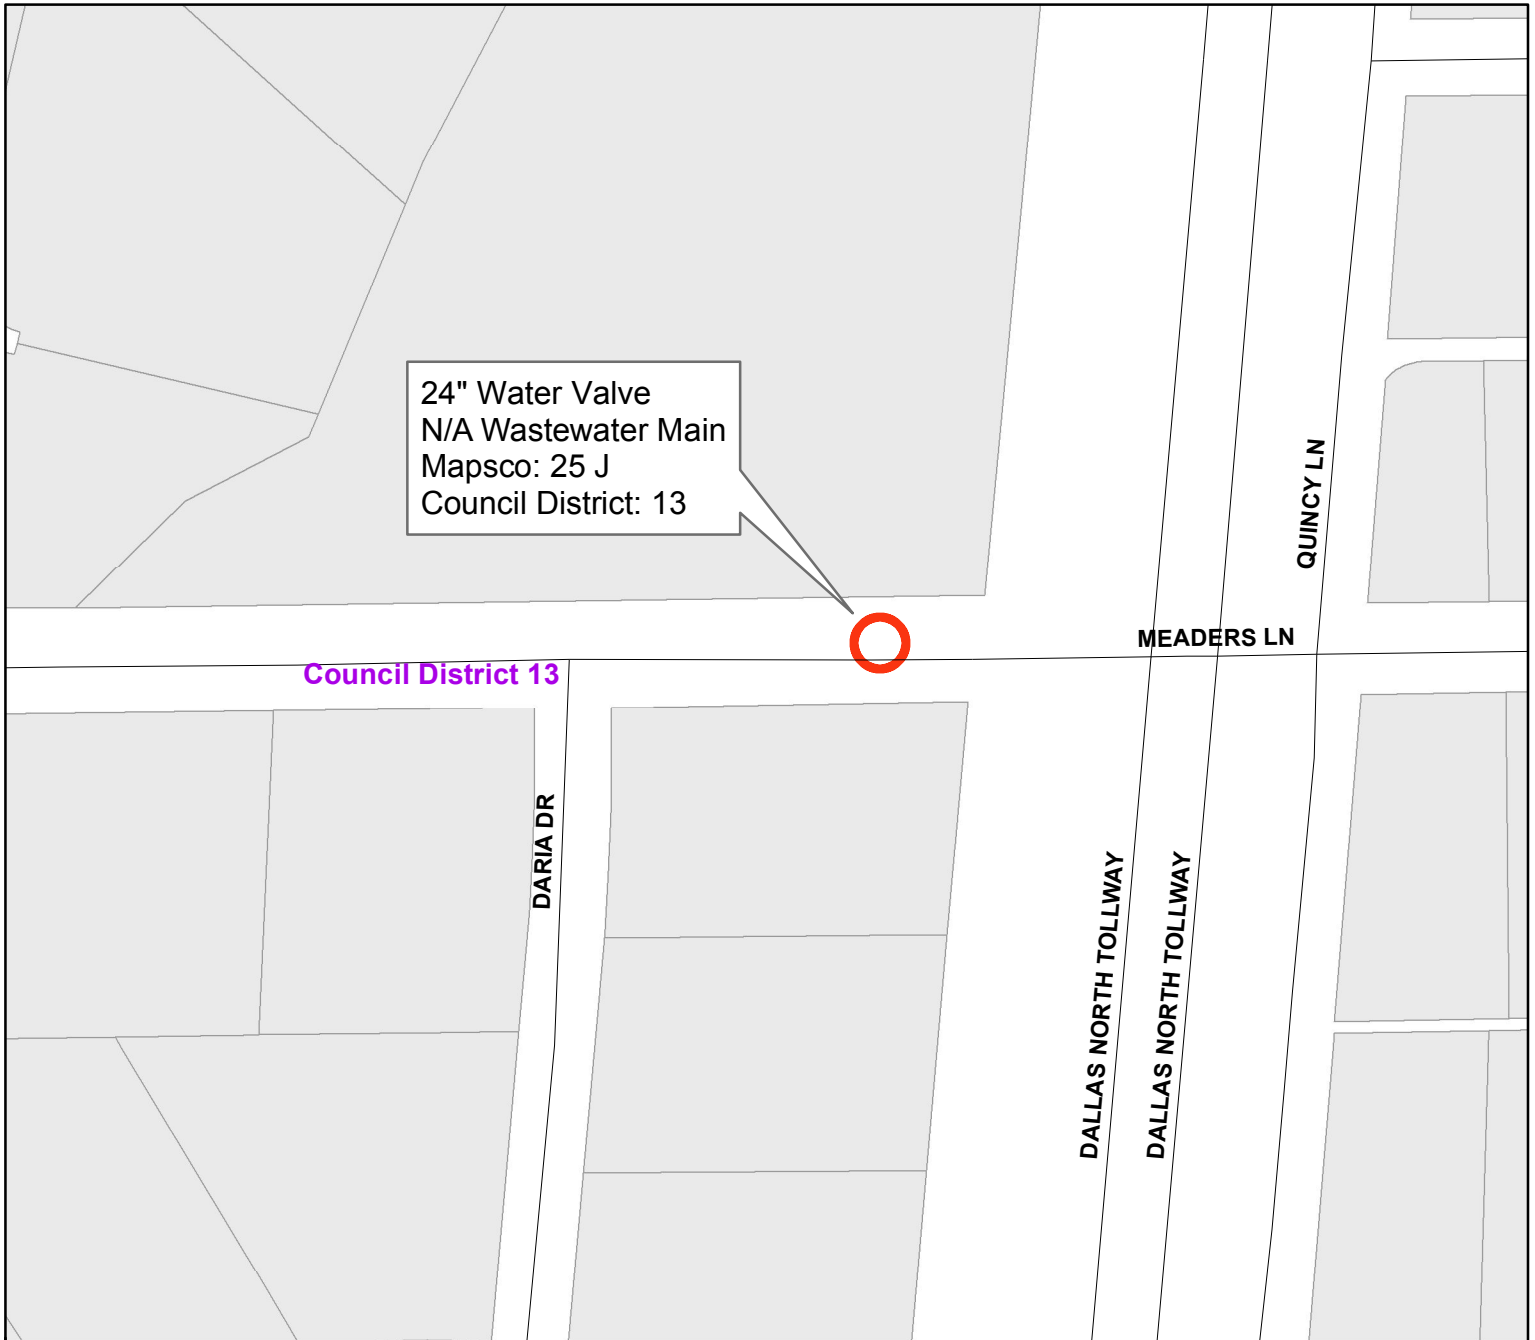 24" Water Valve
N/A Wastewater Main
Mapsco: 25 J
Council District: 13
QUINCY LN
MEADERS LN
Council District 13
DARIA DR
DALLAS NORTH TOLLWAY
DALLAS NORTH TOLLWAY